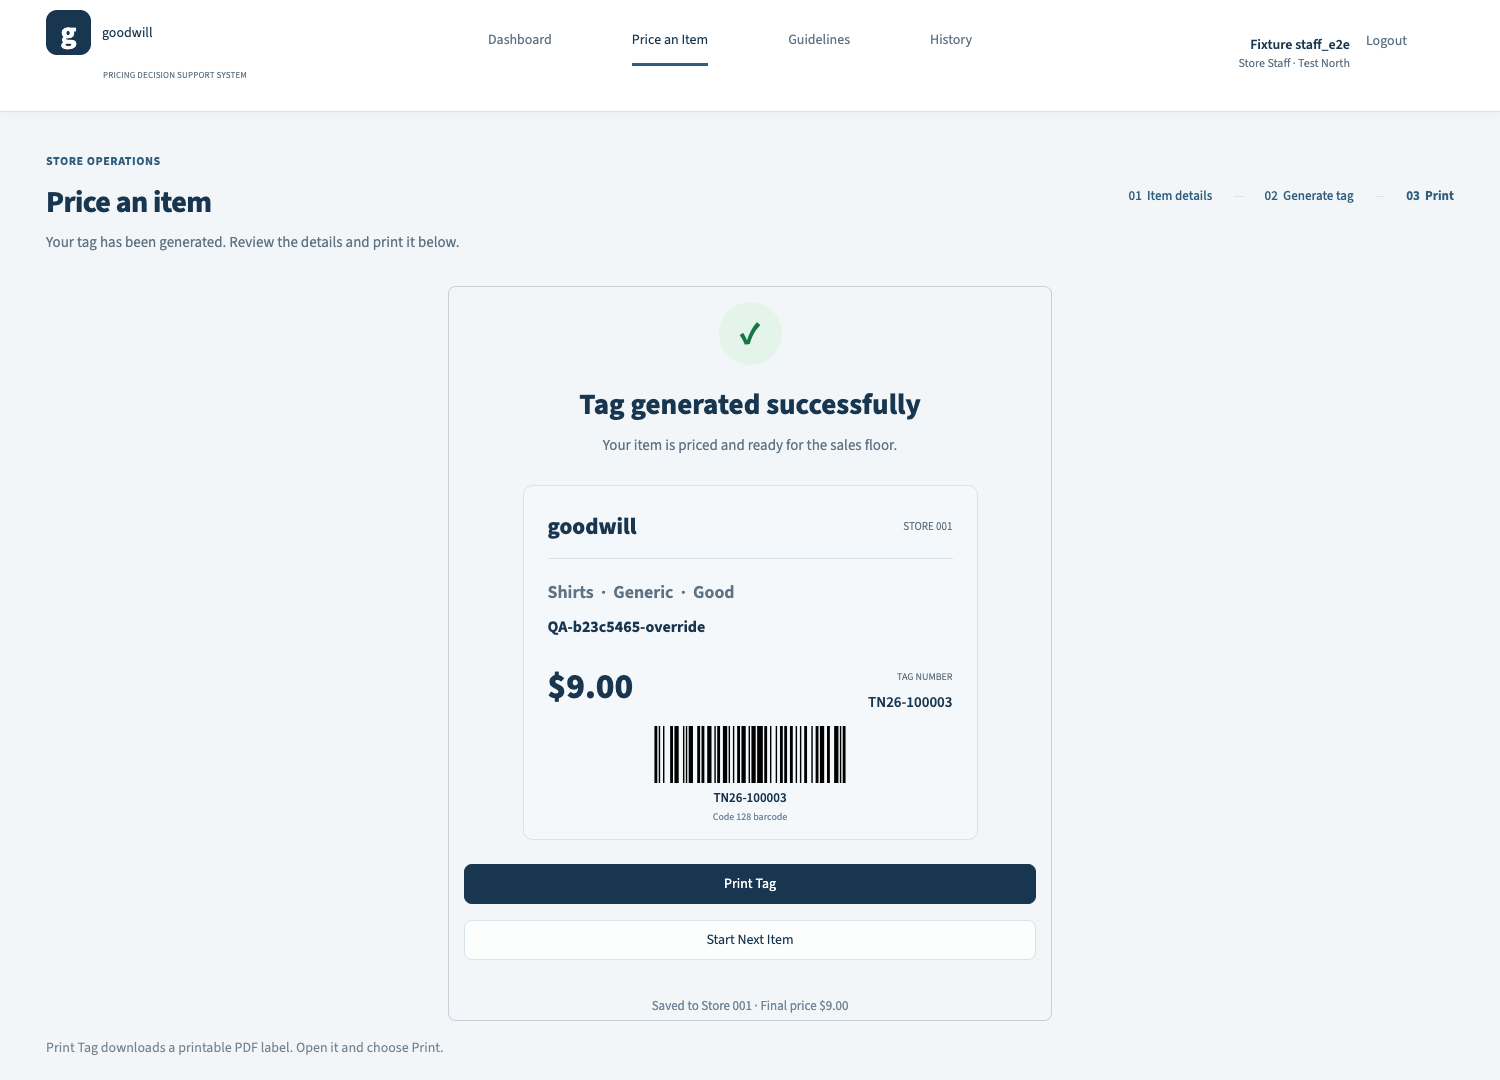 g
goodwill
PRICING DECISION SUPPORT SYSTEM
Dashboard
Price an Item
Guidelines
History
Fixture staff_e2e
Store Staff · Test North
Logout
STORE OPERATIONS
Price an item
Your tag has been generated. Review the details and print it below.
01 Item details — 02 Generate tag — 03 Print
✓
Tag generated successfully
Your item is priced and ready for the sales floor.
goodwill
STORE 001
Shirts · Generic · Good
QA-b23c5465-override
$9.00
TAG NUMBER
TN26-100003
TN26-100003
Code 128 barcode
Print Tag
Start Next Item
Saved to Store 001 · Final price $9.00
Print Tag downloads a printable PDF label. Open it and choose Print.